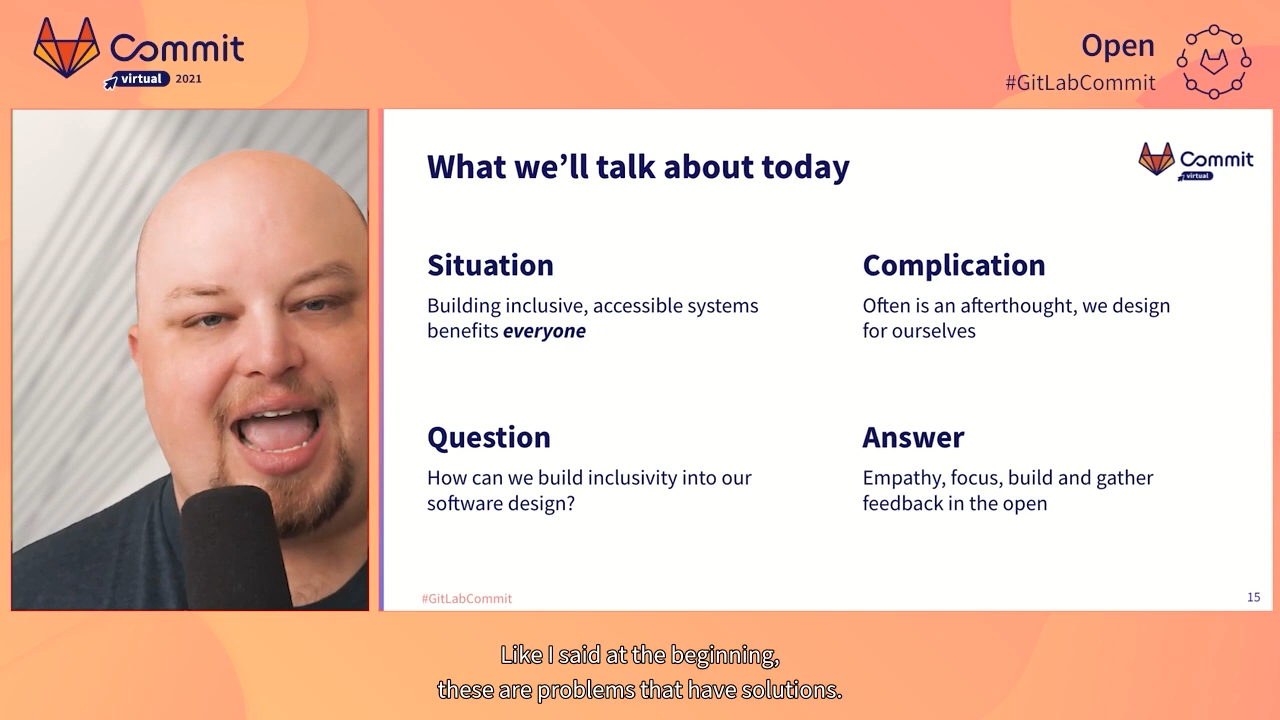 Commit
virtual 2021
Open
#GitLabCommit
What we’ll talk about today
Commit
virtual
Situation
Building inclusive, accessible systems
benefits everyone
Complication
Often is an afterthought, we design
for ourselves
Question
How can we build inclusivity into our
software design?
Answer
Empathy, focus, build and gather
feedback in the open
#GitLabCommit
15
Like I said at the beginning,
these are problems that have solutions.